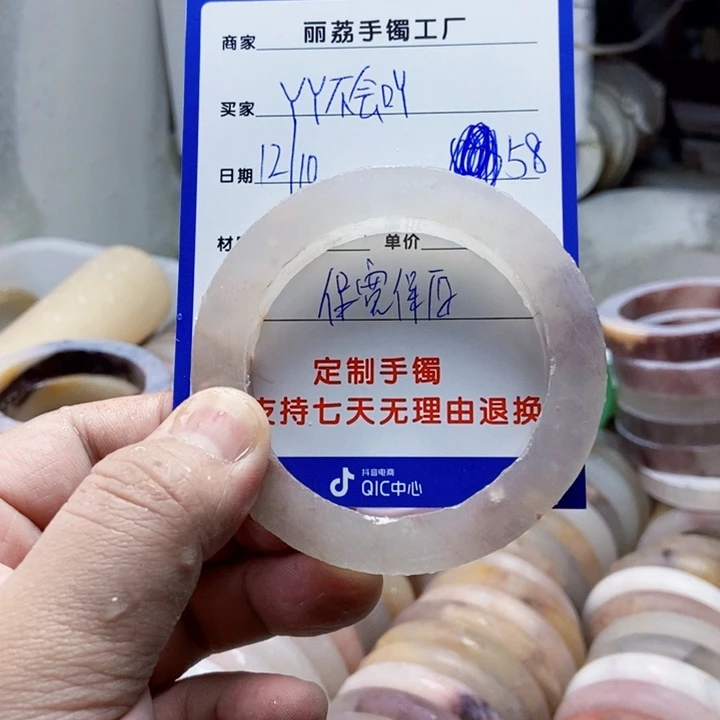 商家 丽荔手镯工厂
买家 YY不会叫
日期 12/10 58
材 单价
保宽保厚
定制手镯
支持七天无理由退换
抖音电商
QIC中心